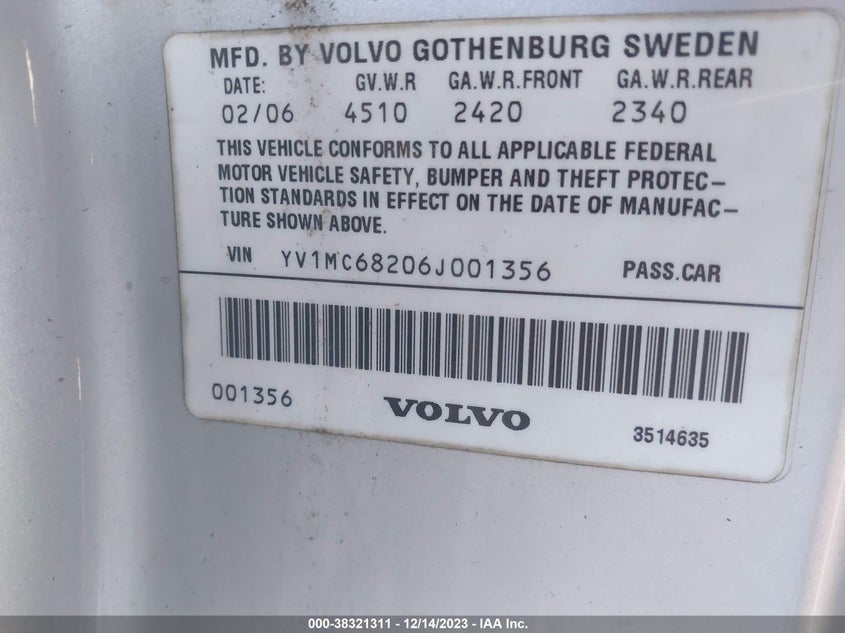 MFD. BY VOLVO GOTHENBURG SWEDEN
DATE: GV.W.R GA.W.R.FRONT GA.W.R.REAR
02/06 4510 2420 2340
THIS VEHICLE CONFORMS TO ALL APPLICABLE FEDERAL
MOTOR VEHICLE SAFETY, BUMPER AND THEFT PROTEC-
TION STANDARDS IN EFFECT ON THE DATE OF MANUFAC-
TURE SHOWN ABOVE.
VIN YV1MC68206J001356 PASS.CAR
001356 VOLVO 3514635
000-38321311 - 12/14/2023 - IAA Inc.